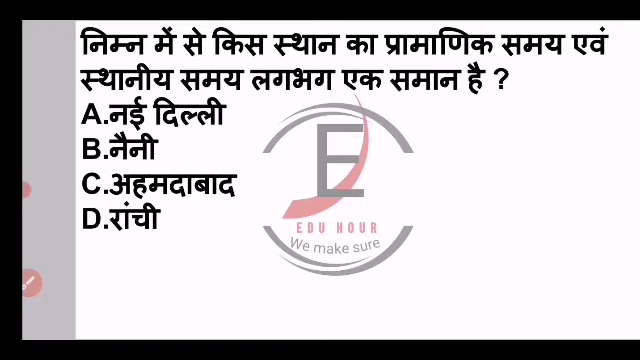 निम्न में से किस स्थान का प्रामाणिक समय एवं
स्थानीय समय लगभग एक समान है ?
A.नई दिल्ली
B.नैनी
C.अहमदाबाद
D.रांची
E
EDU HOUR
We make sure